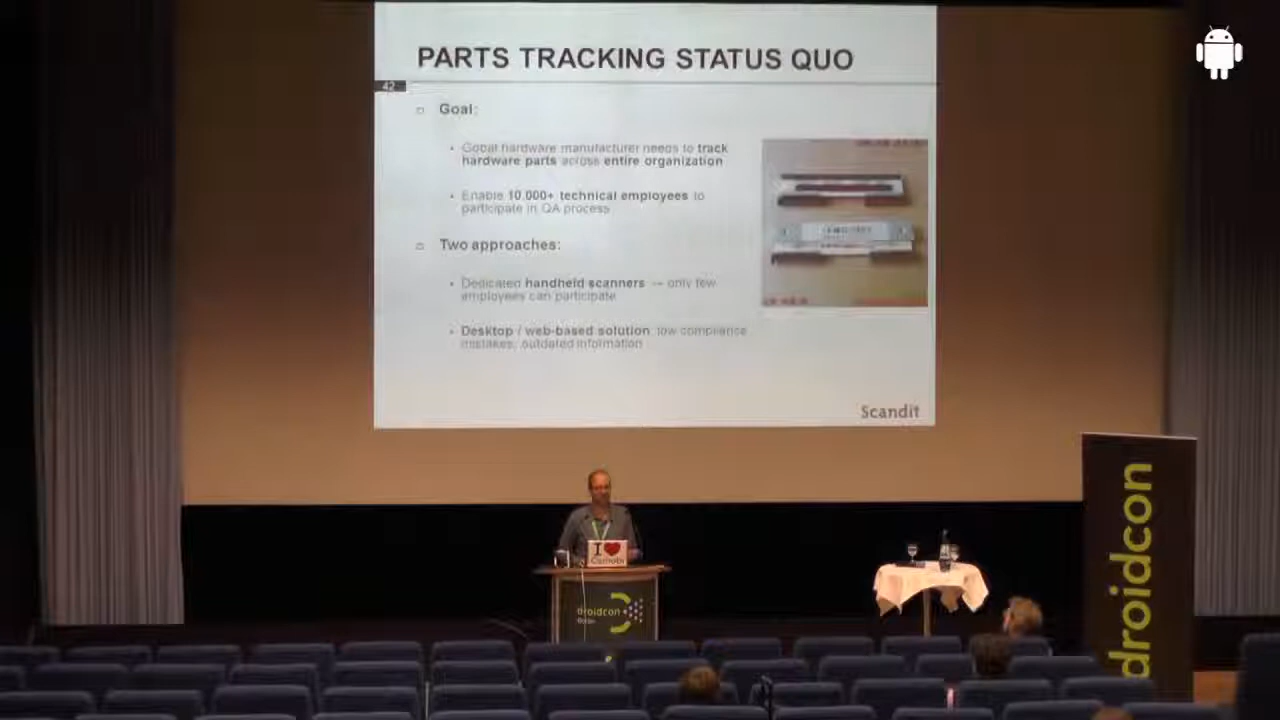 PARTS TRACKING STATUS QUO
42
Goal:
Gobal hardware manufacturer needs to track
hardware parts across entire organization
Enable 10.000+ technical employees to
participate in QA process
Two approaches:
Dedicated handheld scanners → only few
employees can participate
Desktop / web-based solution: low compliance
mistakes, outdated information
Scandit
I ❤
droidcon
droidcon